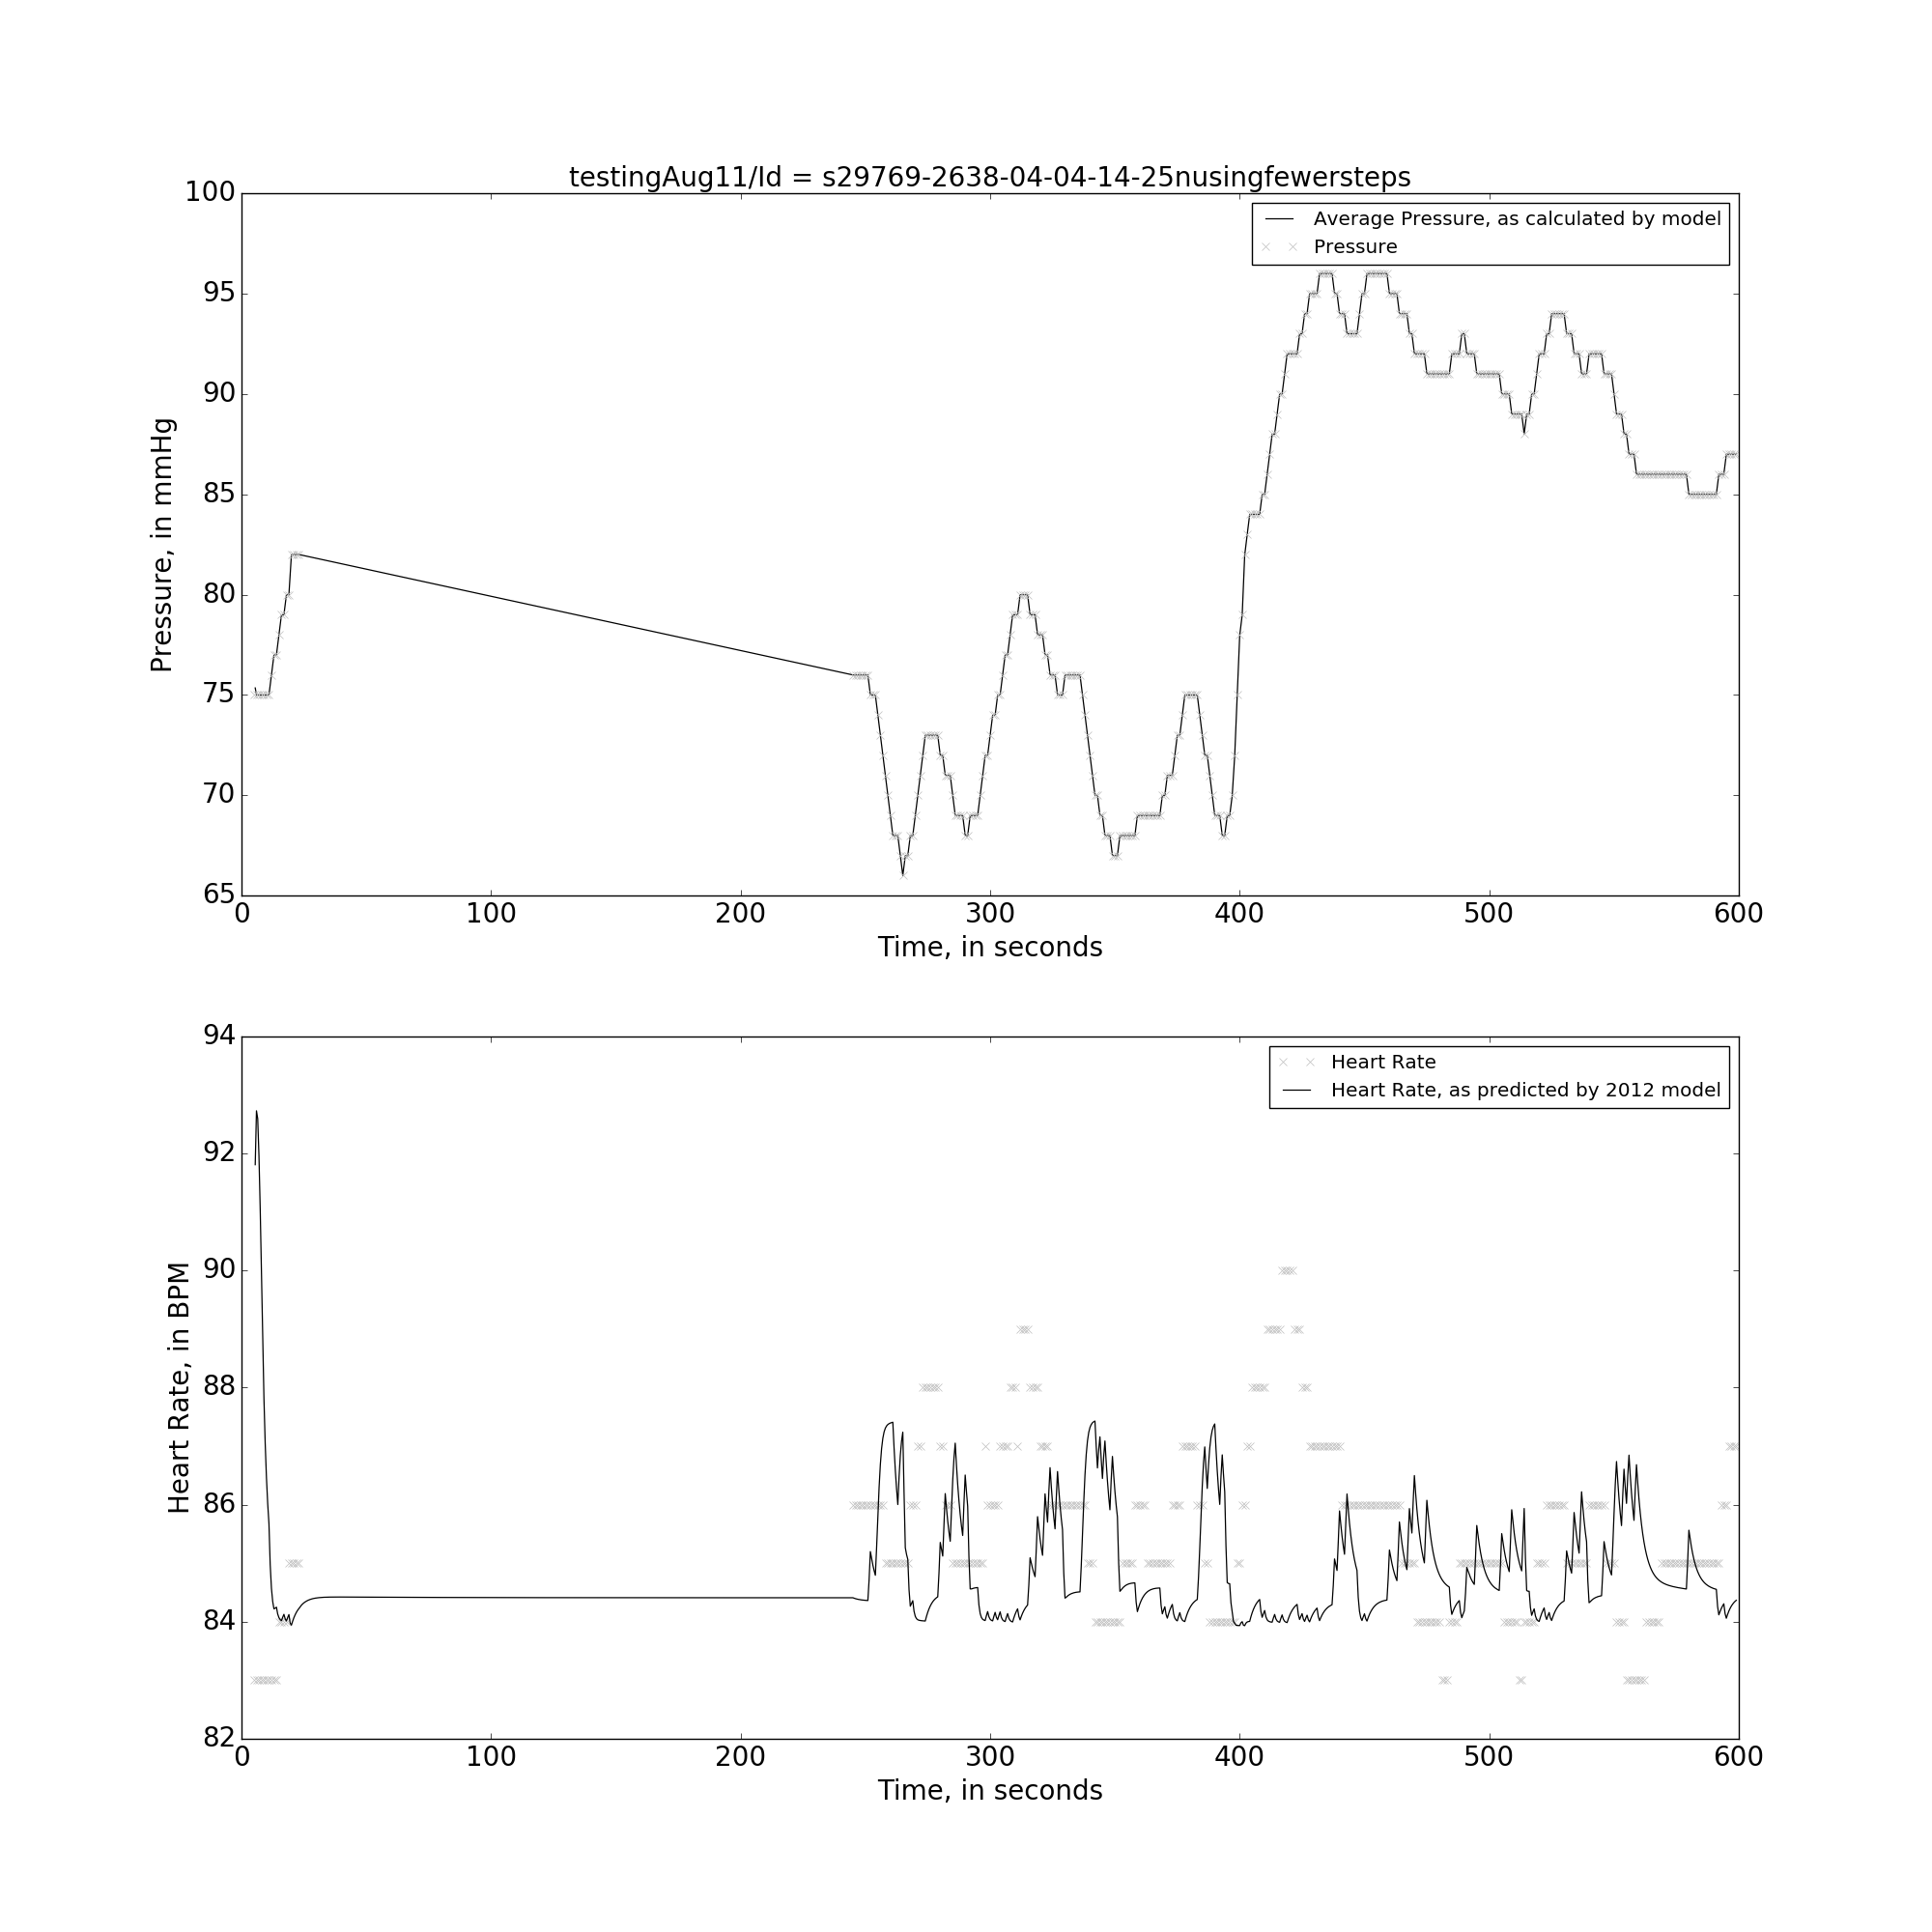 testingAug11/Id = s29769-2638-04-04-14-25nusingfewersteps
100
95
90
85
80
75
70
65
Pressure, in mmHg
Average Pressure, as calculated by model
Pressure
0 100 200 300 400 500 600
Time, in seconds
94
92
90
88
86
84
82
Heart Rate, in BPM
Heart Rate
Heart Rate, as predicted by 2012 model
0 100 200 300 400 500 600
Time, in seconds